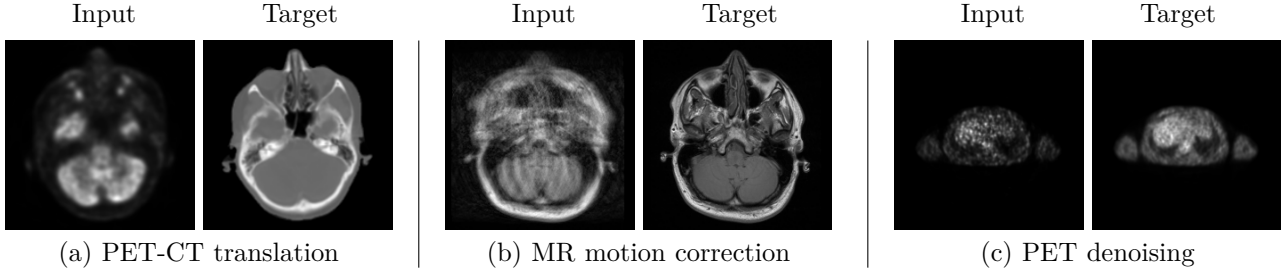 Input Target Input Target Input Target
(a) PET-CT translation (b) MR motion correction (c) PET denoising